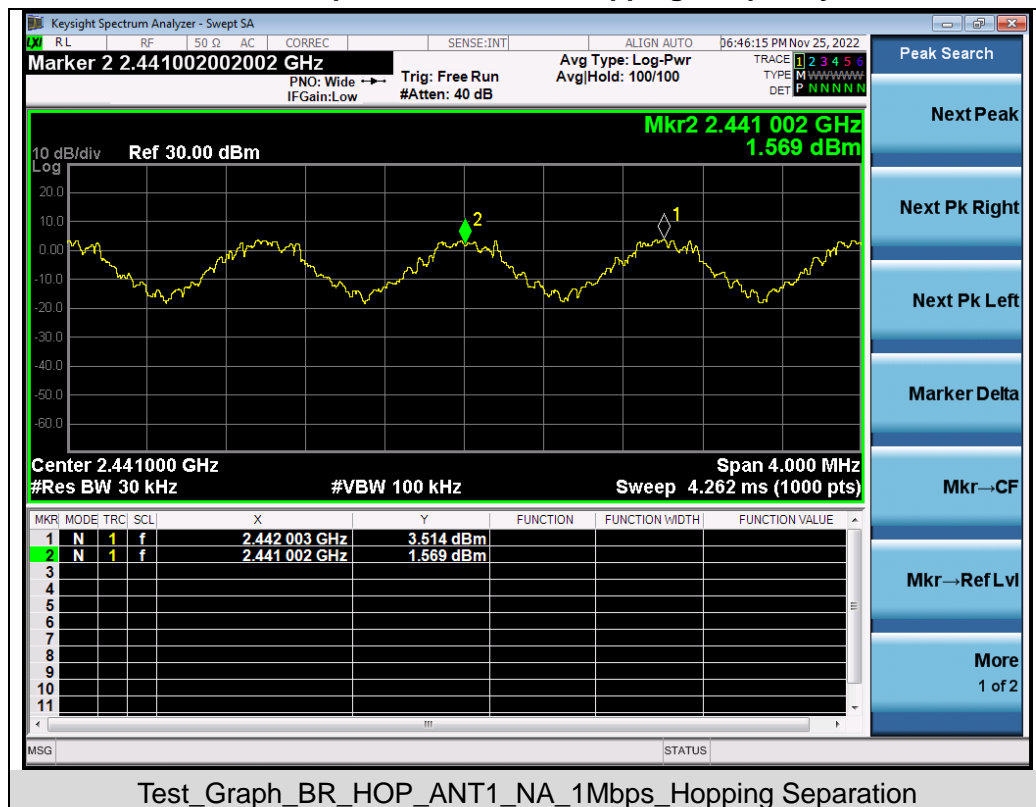 Keysight Spectrum Analyzer - Swept SA
LXI RL RF 50 Ω AC CORREC SENSE:INT ALIGN AUTO 06:46:15 PM Nov 25, 2022
Marker 2 2.441002002002 GHz
PNO: Wide
IFGain:Low
Trig: Free Run
#Atten: 40 dB
Avg Type: Log-Pwr
Avg|Hold: 100/100
TRACE 1 2 3 4 5 6
TYPE M WWWWW
DET P N N N N N
Mkr2 2.441 002 GHz
1.569 dBm
10 dB/div Ref 30.00 dBm
Log
20.0
10.0
0.00
-10.0
-20.0
-30.0
-40.0
-50.0
-60.0
2
1
Center 2.441000 GHz Span 4.000 MHz
#Res BW 30 kHz #VBW 100 kHz Sweep 4.262 ms (1000 pts)
MKR MODE TRC SCL X Y FUNCTION FUNCTION WIDTH FUNCTION VALUE
1 N 1 f 2.442 003 GHz 3.514 dBm
2 N 1 f 2.441 002 GHz 1.569 dBm
3
4
5
6
7
8
9
10
11
MSG STATUS
Peak Search
Next Peak
Next Pk Right
Next Pk Left
Marker Delta
Mkr→CF
Mkr→Ref Lvl
More
1 of 2
Test_Graph_BR_HOP_ANT1_NA_1Mbps_Hopping Separation